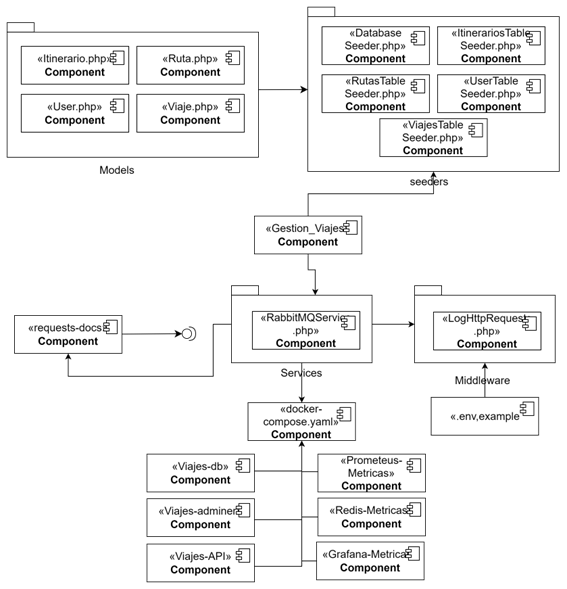 «Itinerario.php»
Component
«Ruta.php»
Component
«User.php»
Component
«Viaje.php»
Component
Models
«Database
Seeder.php»
Component
«ItinerariosTable
Seeder.php»
Component
«RutasTable
Seeder.php»
Component
«UserTable
Seeder.php»
Component
«ViajesTable
Seeder.php»
Component
seeders
«Gestion_Viajes
Component
«requests-docs
Component
«RabbitMQService
.php»
Component
Services
«LogHttpRequest
.php»
Component
Middleware
«docker-
compose.yaml»
Component
«.env,example
«Viajes-db»
Component
«Prometeus-
Metricas»
Component
«Viajes-adminer
Component
«Redis-Metricas
Component
«Viajes-API»
Component
«Grafana-Metricas
Component